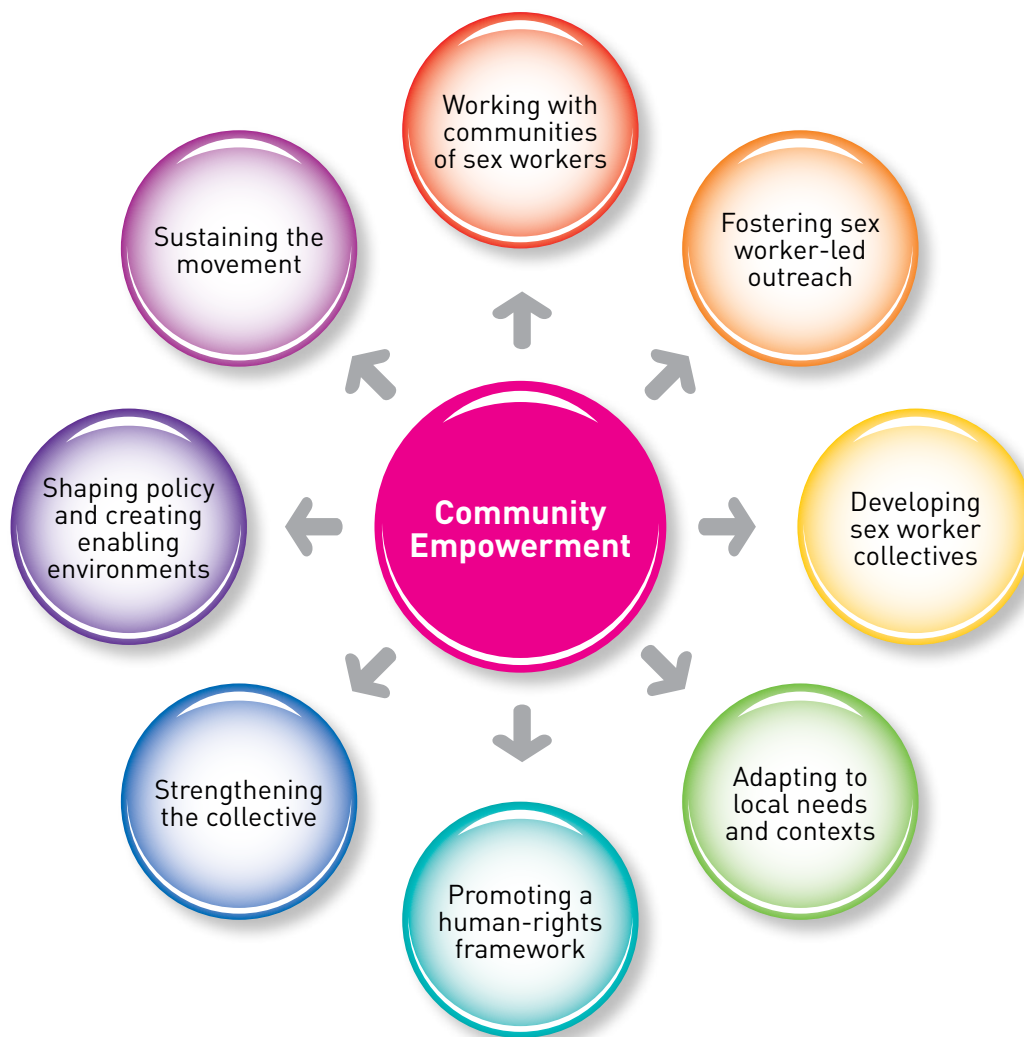 Working with
communities
of sex workers
Fostering sex
worker-led
outreach
Developing
sex worker
collectives
Adapting to
local needs
and contexts
Promoting a
human-rights
framework
Strengthening
the collective
Shaping policy
and creating
enabling
environments
Sustaining the
movement
Community
Empowerment